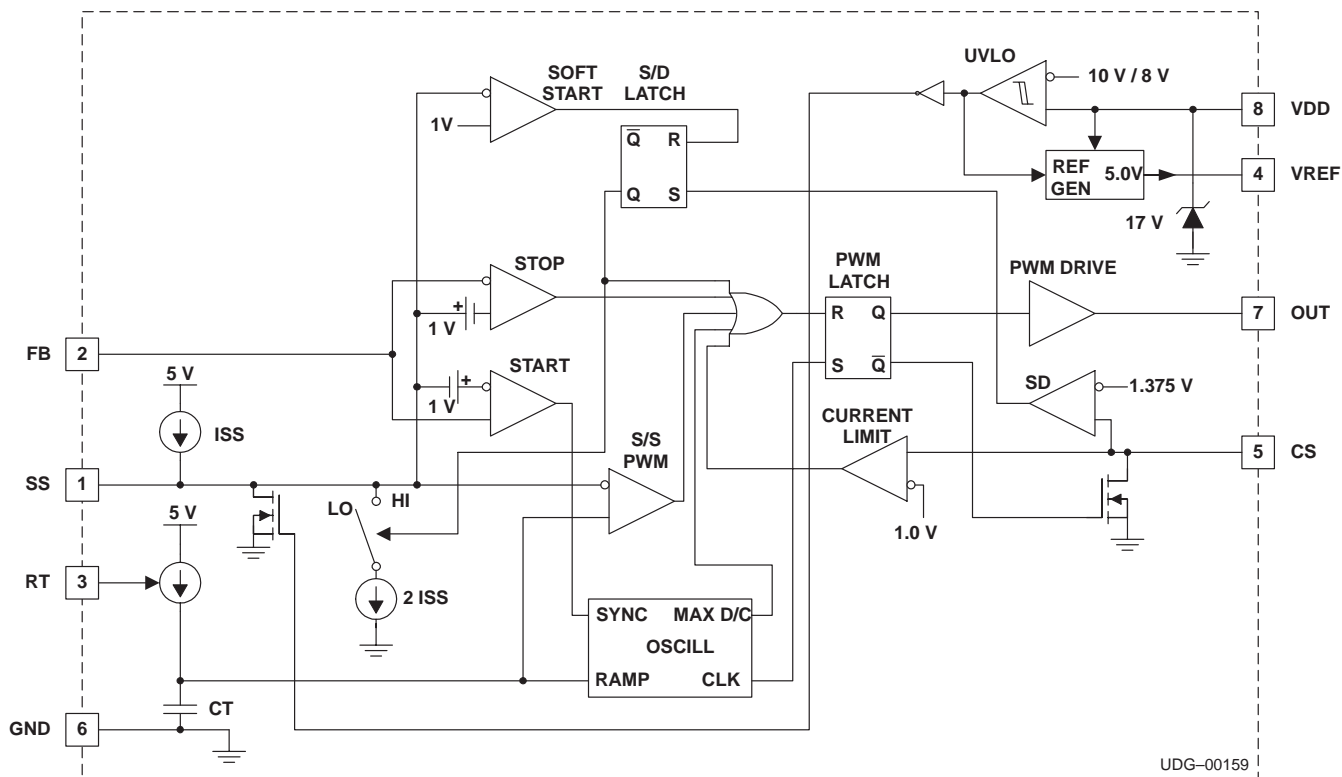 UVLO
SOFT
START
S/D
LATCH
10 V / 8 V
1V
Q
R
Q
S
8
VDD
REF
GEN
5.0V
4
VREF
17 V
STOP
PWM
LATCH
PWM DRIVE
+
1 V
R
Q
S
Q
7
OUT
FB
2
START
+
1 V
5 V
ISS
SD
1.375 V
CURRENT
LIMIT
S/S
PWM
5
CS
SS
1
HI
LO
1.0 V
5 V
RT
3
2 ISS
SYNC
MAX D/C
OSCILL
RAMP
CLK
CT
GND
6
UDG–00159